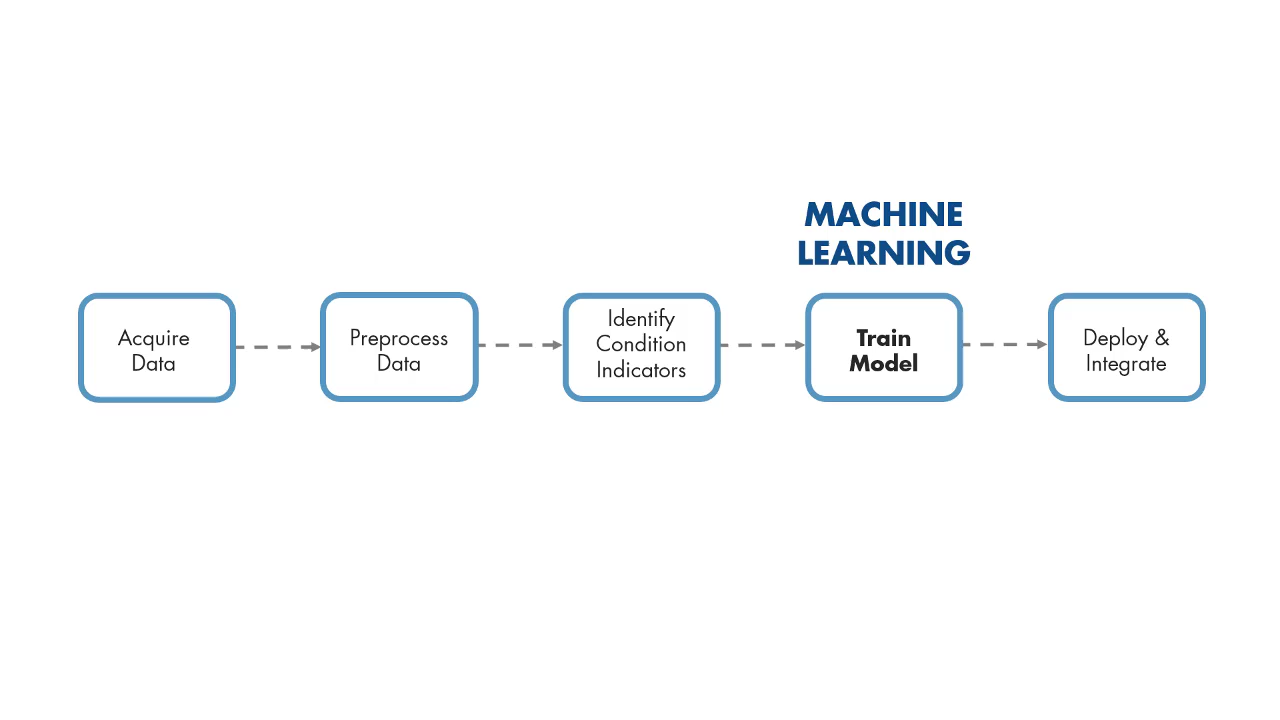 MACHINE
LEARNING
Acquire
Data
Preprocess
Data
Identify
Condition
Indicators
Train
Model
Deploy &
Integrate